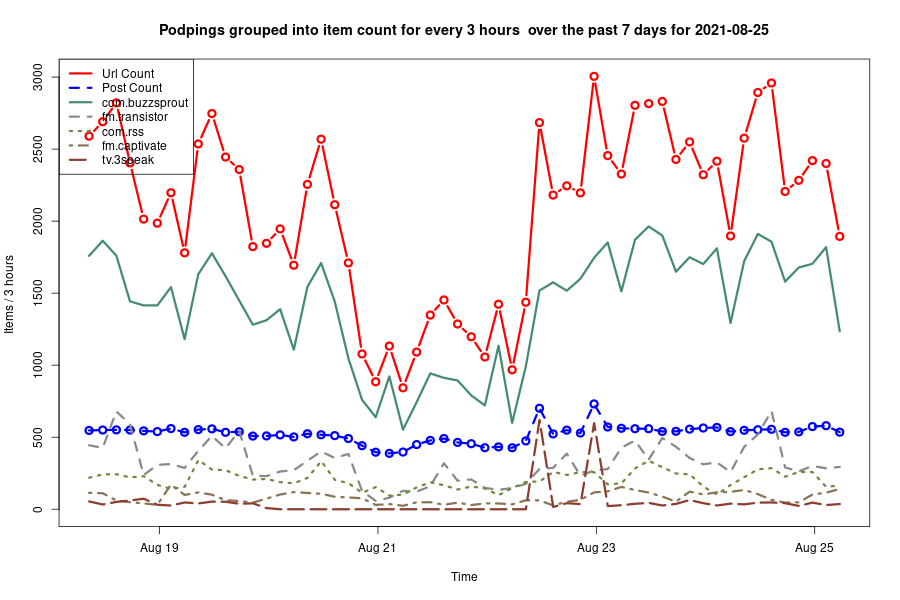 Podpings grouped into item count for every 3 hours  over the past 7 days for 2021-08-25
Items / 3 hours
3000
2500
2000
1500
1000
500
0
Url Count
Post Count
com.buzzsprout
fm.transistor
com.rss
fm.captivate
tv.3speak
Aug 19
Aug 21
Aug 23
Aug 25
Time